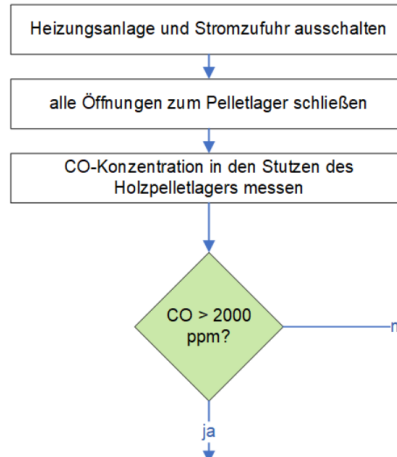 Heizungsanlage und Stromzufuhr ausschalten
alle Öffnungen zum Pelletlager schließen
CO-Konzentration in den Stutzen des
Holzpelletlagers messen
CO > 2000
ppm?
ja